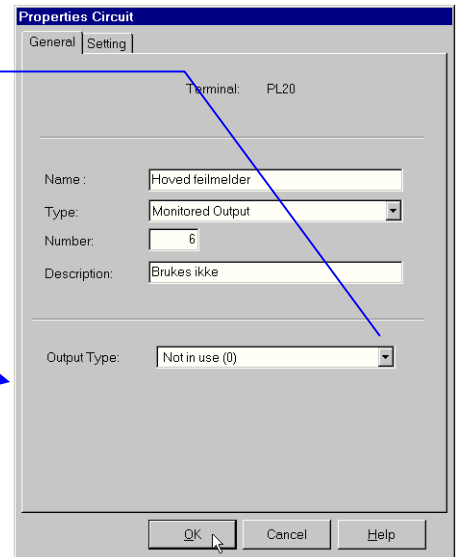 Properties Circuit
General Setting
Terminal: PL20
Name : Hoved feilmelder
Type: Monitored Output
Number: 6
Description: Brukes ikke
Output Type: Not in use (0)
OK Cancel Help